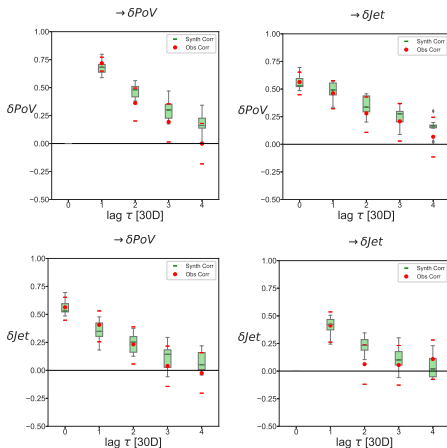 → δPoV
→ δJet
1.00
0.75
0.50
0.25
0.00
−0.25
−0.50
δPoV
Synth Corr
Obs Corr
0 1 2 3 4
lag τ [30D]
1.00
0.75
0.50
0.25
0.00
−0.25
−0.50
δPoV
Synth Corr
Obs Corr
0 1 2 3 4
lag τ [30D]
→ δPoV
→ δJet
1.00
0.75
0.50
0.25
0.00
−0.25
−0.50
δJet
Synth Corr
Obs Corr
0 1 2 3 4
lag τ [30D]
1.00
0.75
0.50
0.25
0.00
−0.25
−0.50
δJet
Synth Corr
Obs Corr
0 1 2 3 4
lag τ [30D]